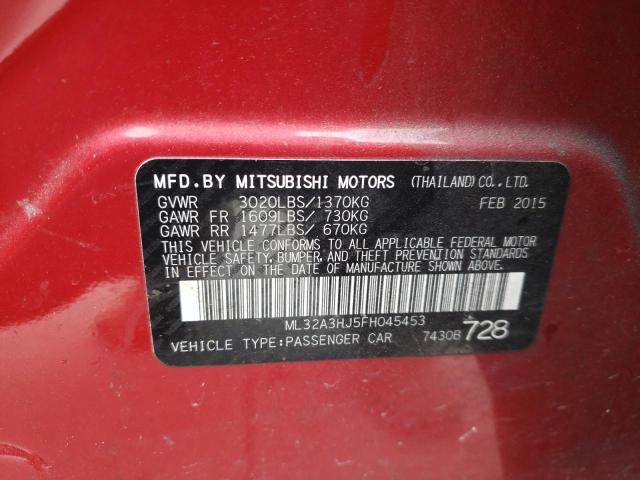 MFD.BY MITSUBISHI MOTORS (THAILAND)CO.,LTD.
GVWR 3020LBS/1370KG FEB 2015
GAWR FR 1609LBS/ 730KG
GAWR RR 1477LBS/ 670KG
THIS VEHICLE CONFORMS TO ALL APPLICABLE FEDERAL MOTOR
VEHICLE SAFETY, BUMPER, AND THEFT PREVENTION STANDARDS
IN EFFECT ON THE DATE OF MANUFACTURE SHOWN ABOVE.
ML32A3HJ5FH045453
VEHICLE TYPE:PASSENGER CAR 7430B 728